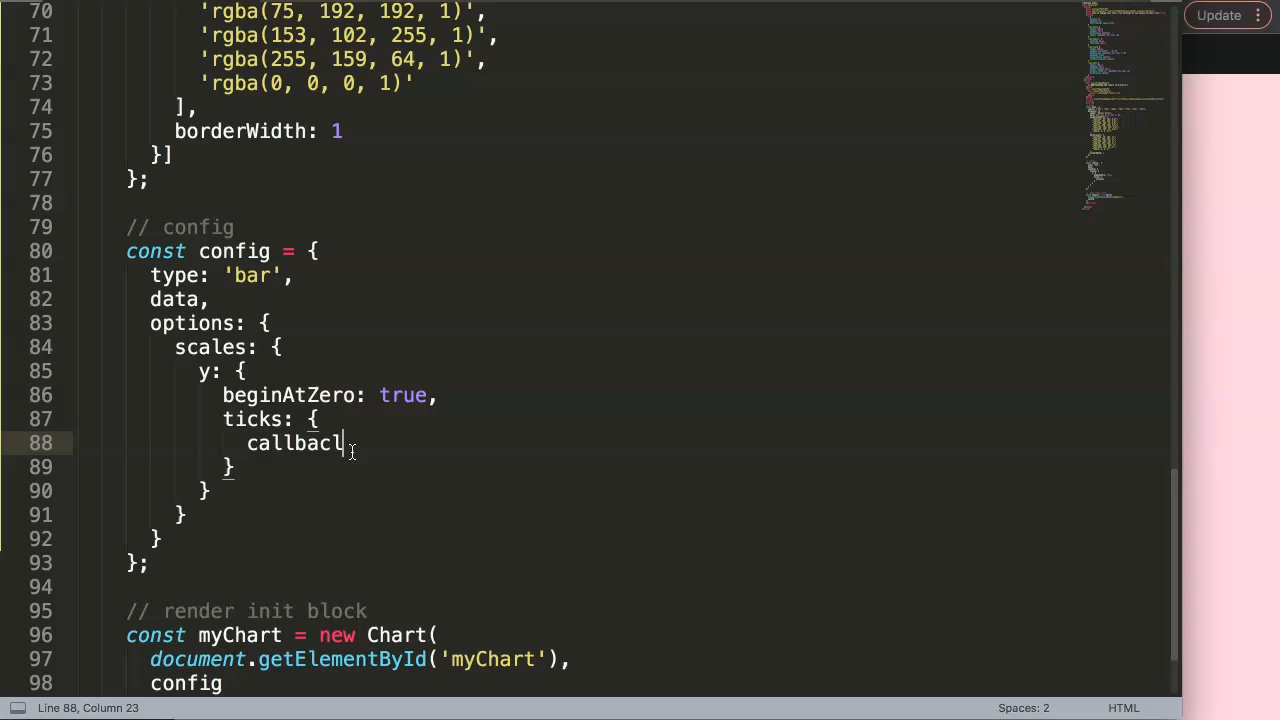 Update
70 'rgba(75, 192, 192, 1)',
71 'rgba(153, 102, 255, 1)',
72 'rgba(255, 159, 64, 1)',
73 'rgba(0, 0, 0, 1)'
74 ],
75 borderWidth: 1
76 }]
77 };
78
79 // config
80 const config = {
81 type: 'bar',
82 data,
83 options: {
84 scales: {
85 y: {
86 beginAtZero: true,
87 ticks: {
88 callbacl
89 }
90 }
91 }
92 }
93 };
94
95 // render init block
96 const myChart = new Chart(
97 document.getElementById('myChart'),
98 config
Line 88, Column 23 Spaces: 2 HTML